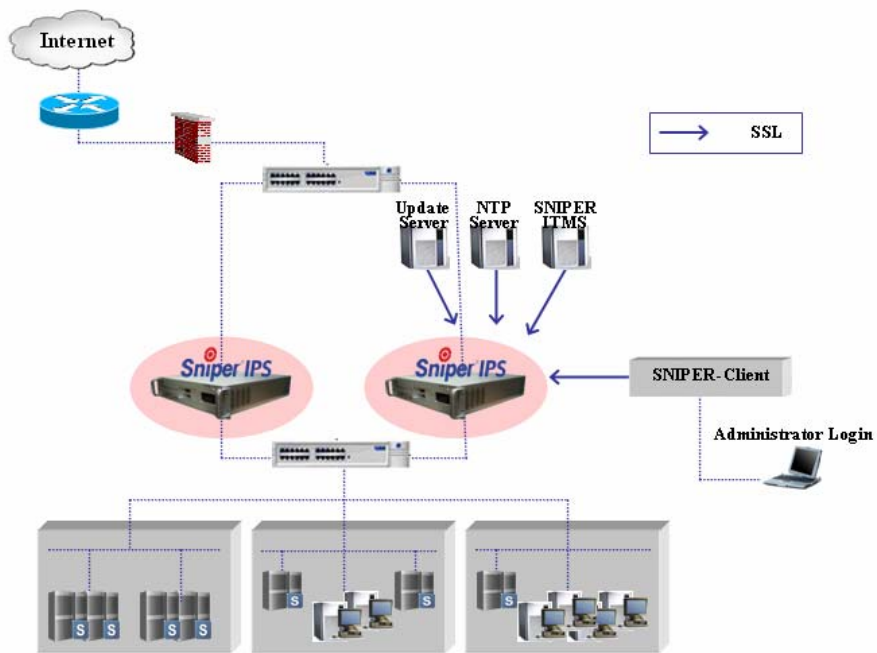 Internet
SSL
Update
Server
NTP
Server
SNIPER
ITMS
Sniper IPS
Sniper IPS
SNIPER-Client
Administrator Login
S
S
S
S
S
S
S